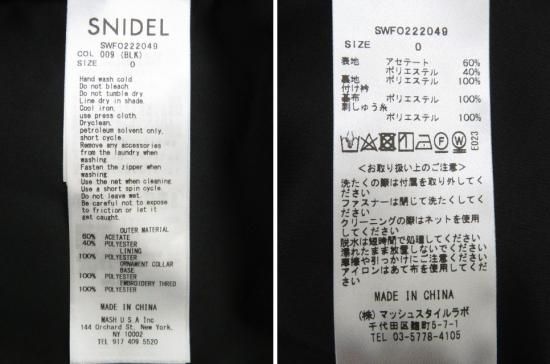 SNIDEL
SWFO222049
COL 009 (BLK)
SIZE 0
Hand wash cold.
Do not bleach.
Do not tumble dry.
Line dry in shade.
Cool iron,
use press cloth.
Dryclean,
petroleum solvent only,
short cycle.
Remove any accessories
from the laundry when
washing.
Fasten the zipper when
washing.
Use the net when cleaning
Use a short spin cycle.
Do not leave wet.
Be careful not to expose
to friction or let it
get caught.
OUTER MATERIAL
60% ACETATE
40% POLYESTER
LINING
100% POLYESTER
ORNAMENT COLLAR
BASE
100% POLYESTER
EMBROIDERY THRED
100% POLYESTER
MADE IN CHINA
MASH U S A Inc
144 Orchard St, New York,
NY 10002
TEL 917 409 5520
SWFO222049
SIZE 0
表地 アセテート 60%
ポリエステル 40%
裏地 ポリエステル 100%
付け衿
基布 ポリエステル 100%
刺しゅう糸
ポリエステル 100%
E023
<お取り扱い上のご注意>
洗たくの際は付属を取り外してくだ
さい
ファスナーは閉じて洗たくしてくだ
さい
クリーニングの際はネットを使用
してください
脱水は短時間で処理してください
濡れたまま放置しないでください
摩擦や引っかけにご注意ください
アイロンはあて布を使用してくださ
い
MADE IN CHINA
(株)マッシュスタイルラボ
千代田区麹町5-7-1
TEL 03-5778-4105